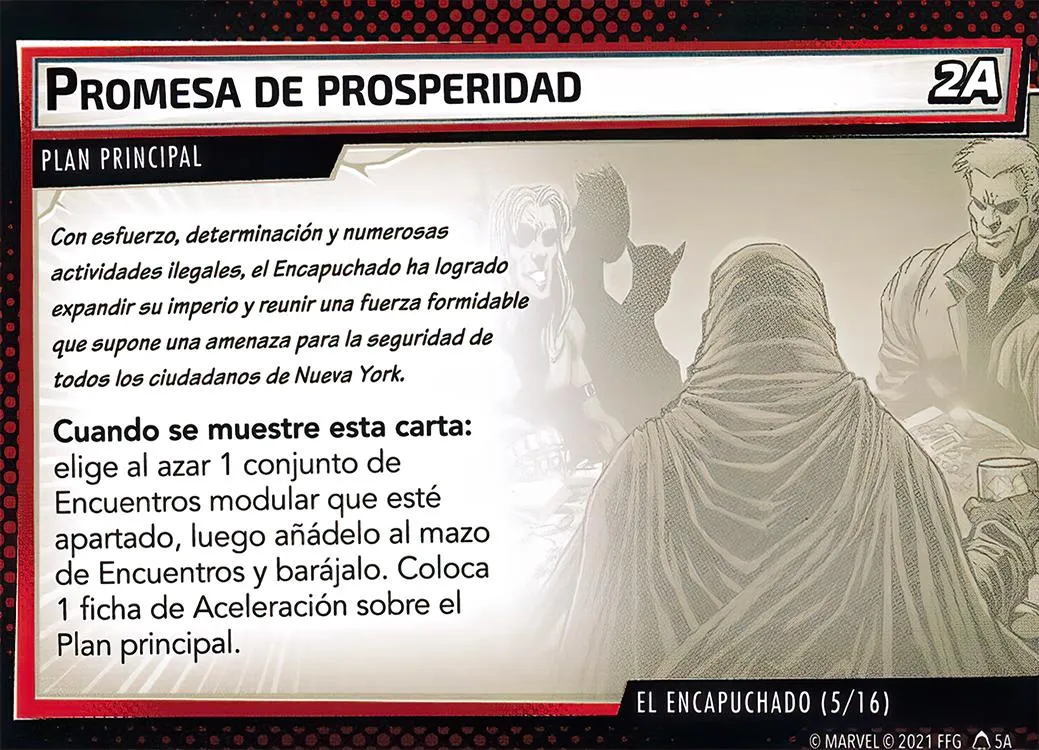 PROMESA DE PROSPERIDAD
2A
PLAN PRINCIPAL
Con esfuerzo, determinación y numerosas
actividades ilegales, el Encapuchado ha logrado
expandir su imperio y reunir una fuerza formidable
que supone una amenaza para la seguridad de
todos los ciudadanos de Nueva York.
Cuando se muestre esta carta:
elige al azar 1 conjunto de
Encuentros modular que esté
apartado, luego añádelo al mazo
de Encuentros y barájalo. Coloca
1 ficha de Aceleración sobre el
Plan principal.
EL ENCAPUCHADO (5/16)
© MARVEL © 2021 FFG 5A